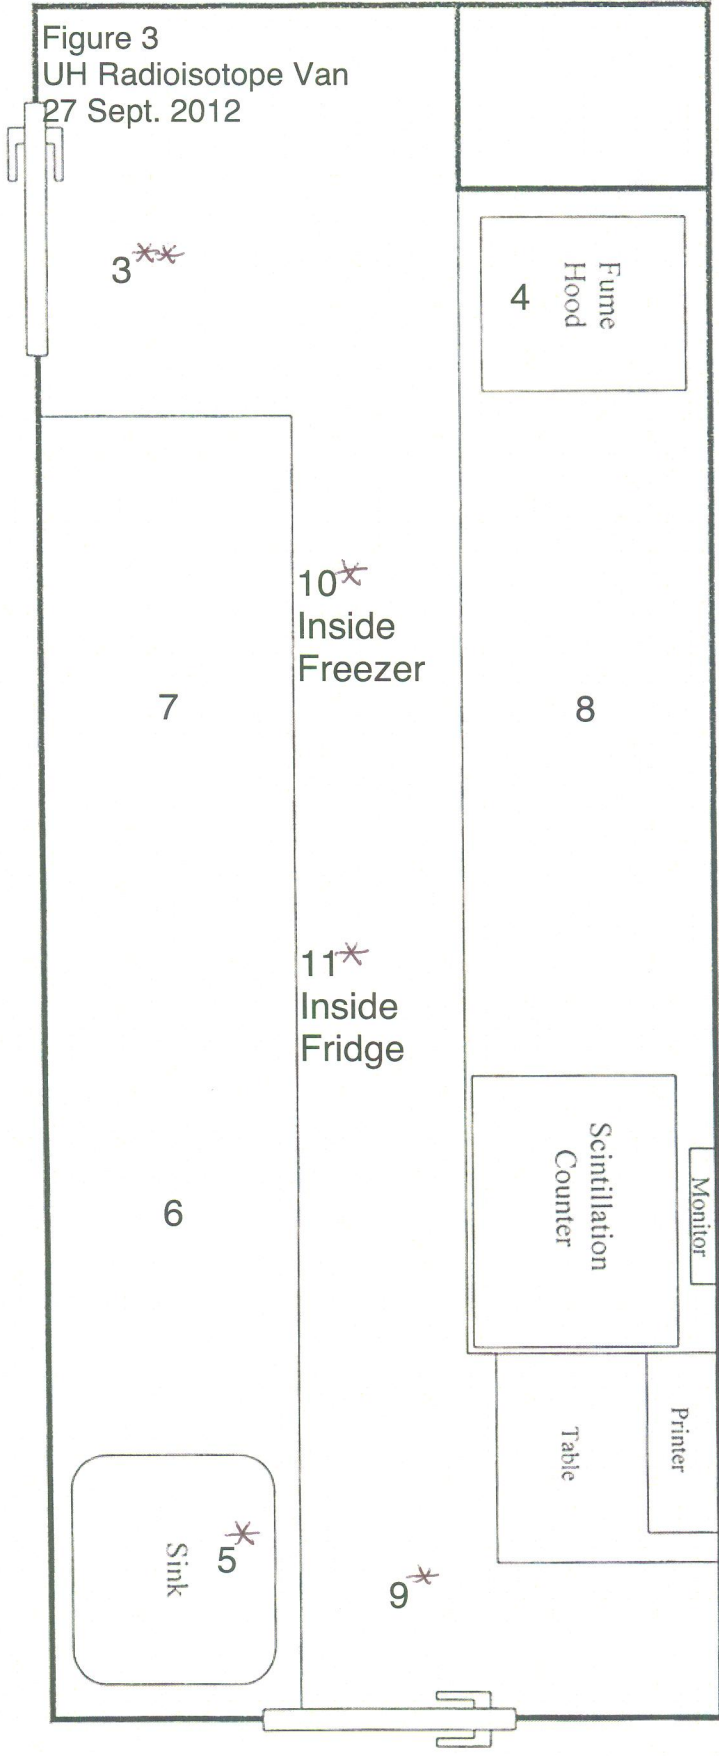 Figure 3
UH Radioisotope Van
27 Sept. 2012
3**
4
Fume
Hood
10*
Inside
Freezer
7
8
11*
Inside
Fridge
6
Scintillation
Counter
Monitor
Table
Printer
Sink
5*
9*